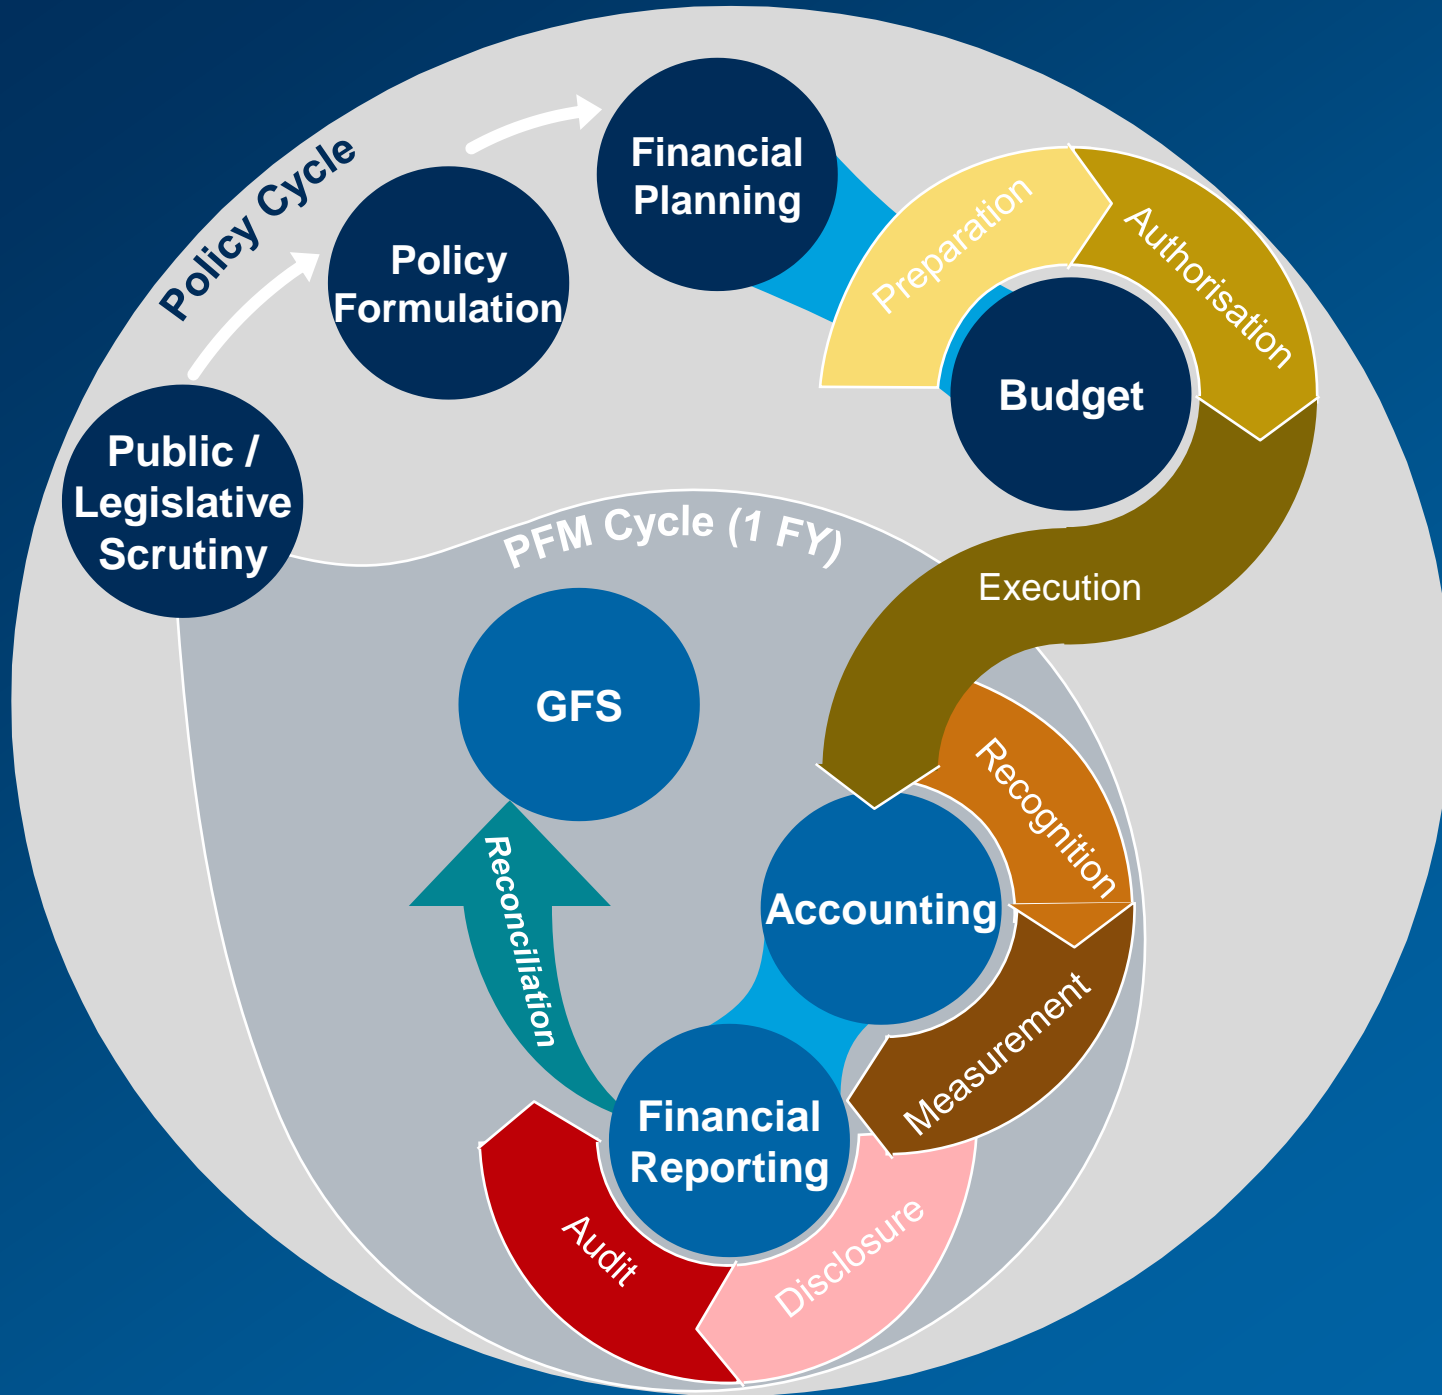 Policy Cycle
Financial
Planning
Policy
Formulation
Public /
Legislative
Scrutiny
Preparation
Authorisation
Budget
PFM Cycle (1 FY)
Execution
GFS
Recognition
Reconciliation
Accounting
Measurement
Financial
Reporting
Disclosure
Audit